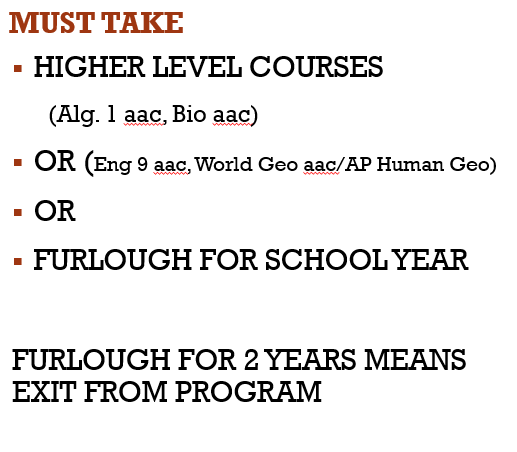 MUST TAKE
▪ HIGHER LEVEL COURSES
(Alg. 1 aac, Bio aac)
▪ OR (Eng 9 aac, World Geo aac/AP Human Geo)
▪ OR
▪ FURLOUGH FOR SCHOOL YEAR
FURLOUGH FOR 2 YEARS MEANS
EXIT FROM PROGRAM